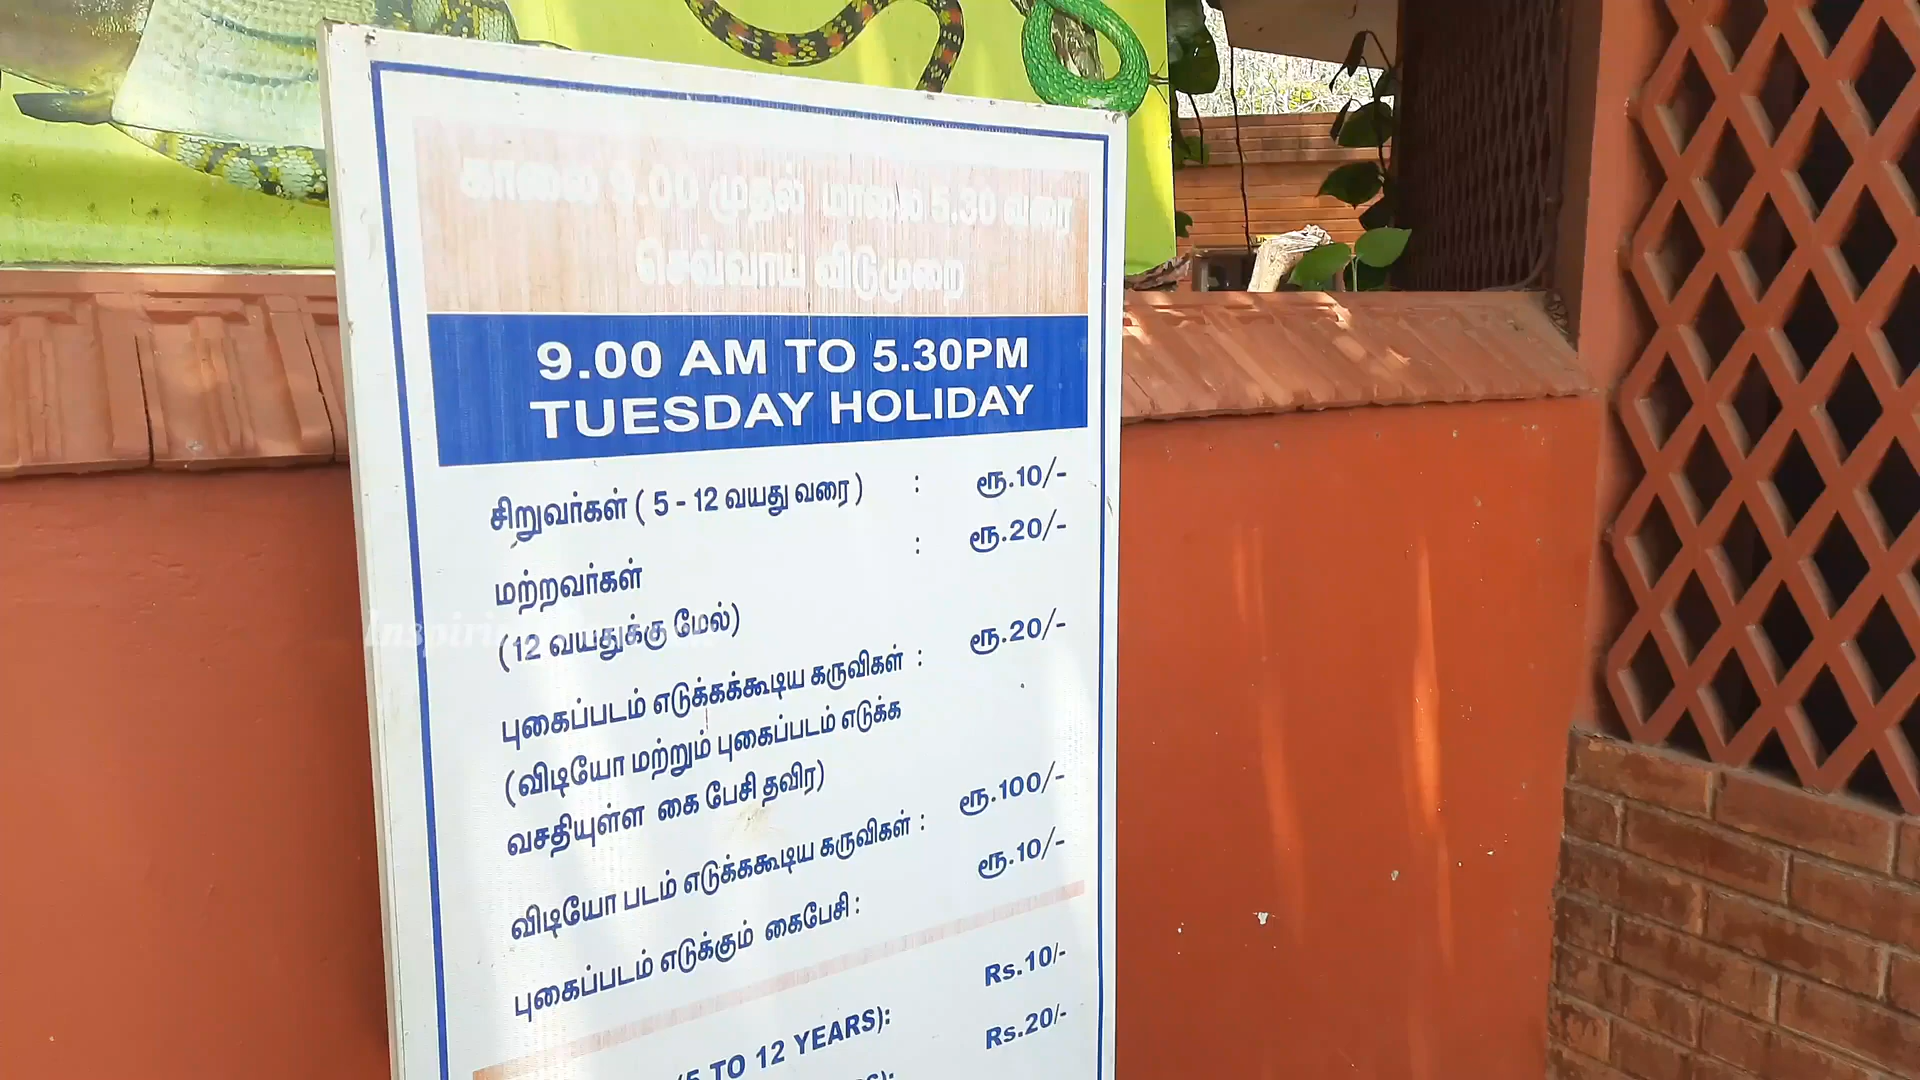 காலை 9.00 முதல் மாலை 5.30 வரை
செவ்வாய் விடுமுறை
9.00 AM TO 5.30PM
TUESDAY HOLIDAY
சிறுவர்கள் ( 5 - 12 வயது வரை ) : ரூ.10/-
மற்றவர்கள் : ரூ.20/-
(12 வயதுக்கு மேல்)
புகைப்படம் எடுக்கக்கூடிய கருவிகள் : ரூ.20/-
(விடியோ மற்றும் புகைப்படம் எடுக்க
வசதியுள்ள கை பேசி தவிர)
விடியோ படம் எடுக்ககூடிய கருவிகள் : ரூ.100/-
புகைப்படம் எடுக்கும் கைபேசி : ரூ.10/-
(5 TO 12 YEARS): Rs.10/-
Rs.20/-